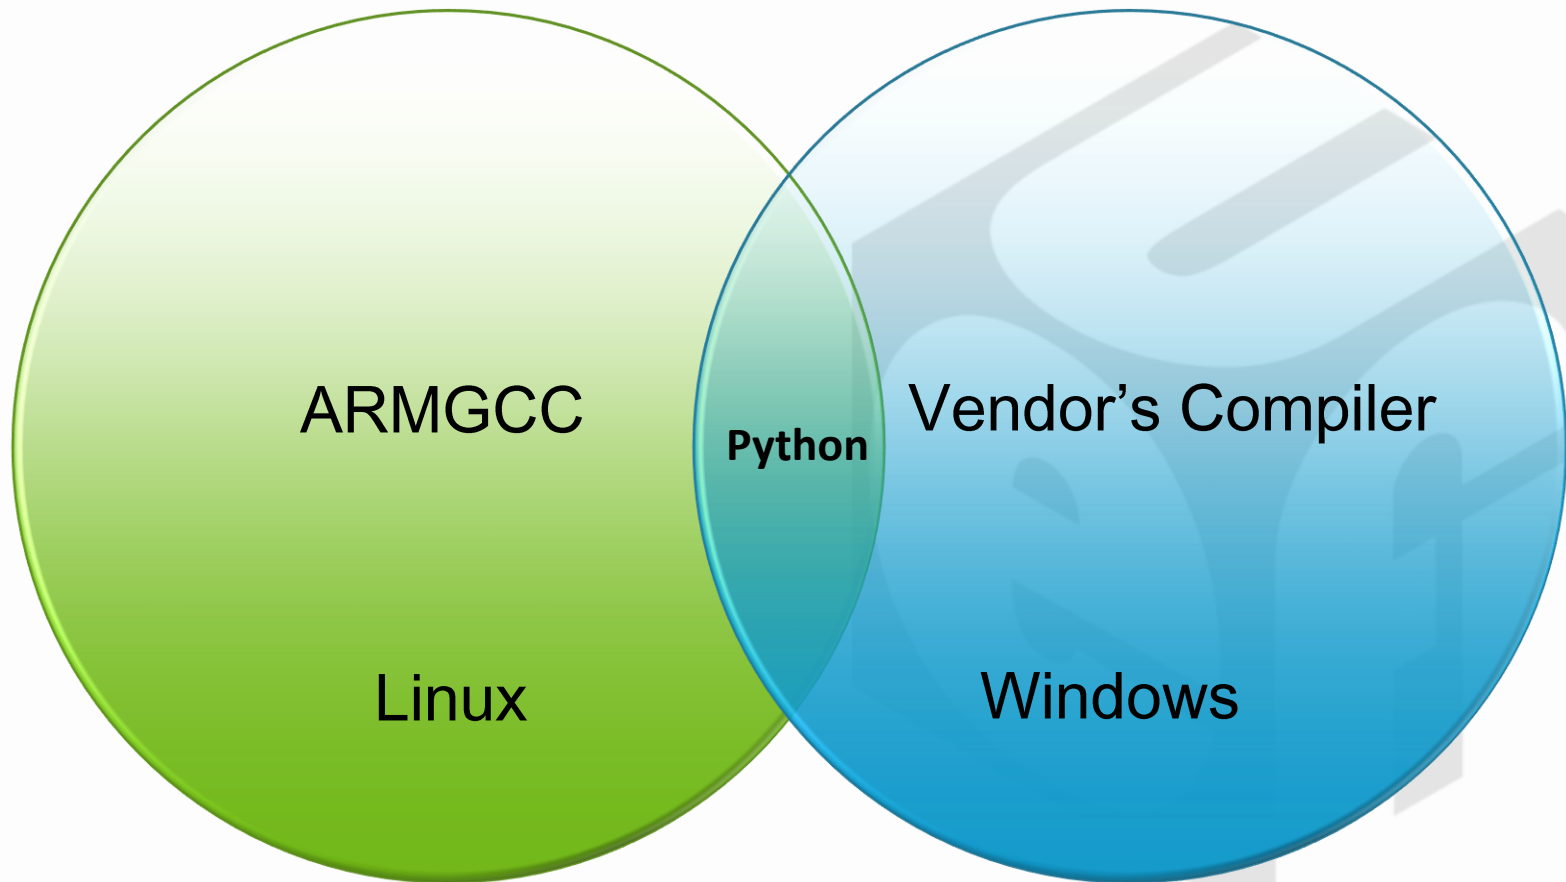 ARMGCC
Vendor’s Compiler
Python
Linux
Windows